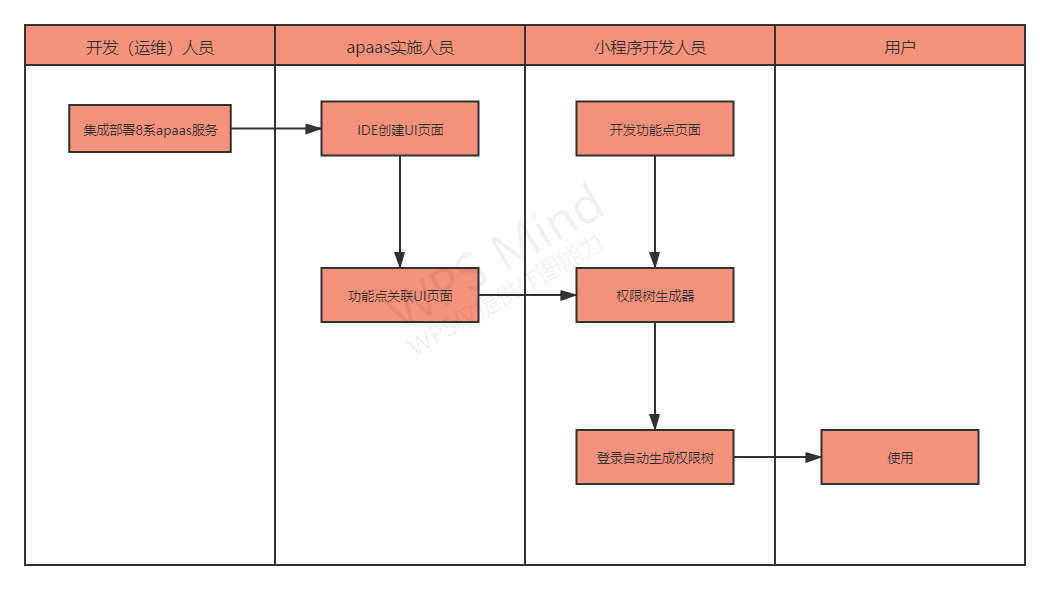 开发（运维）人员
apaas实施人员
小程序开发人员
用户
集成部署8系apaas服务
IDE创建UI页面
开发功能点页面
功能点关联UI页面
权限树生成器
登录自动生成权限树
使用
WPS Mind
WPS仅提供作图能力